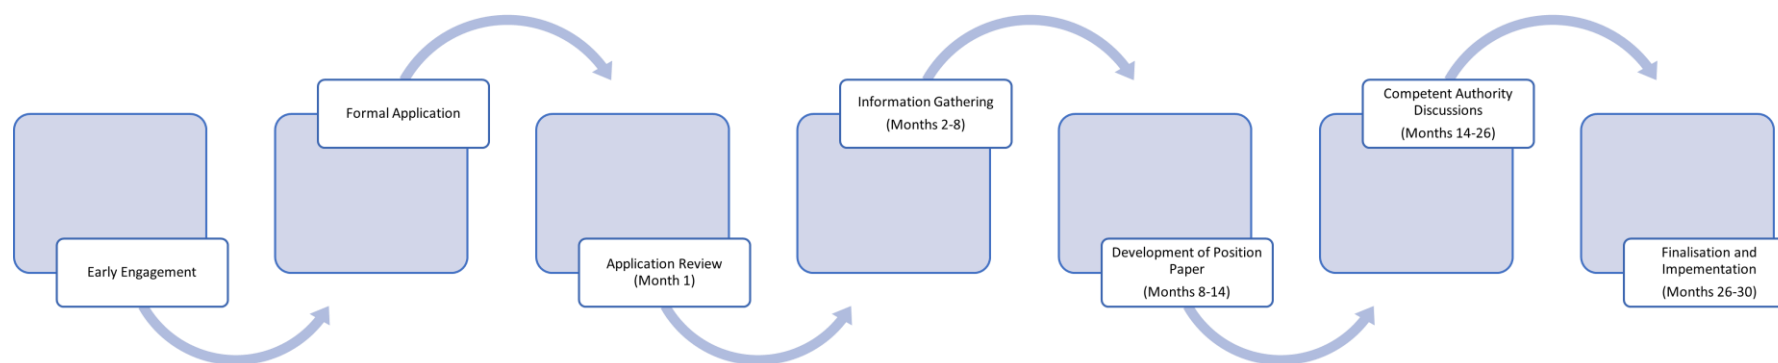 Early Engagement
Formal Application
Application Review
(Month 1)
Information Gathering
(Months 2-8)
Development of Position
Paper
(Months 8-14)
Competent Authority
Discussions
(Months 14-26)
Finalisation and
Impementation
(Months 26-30)